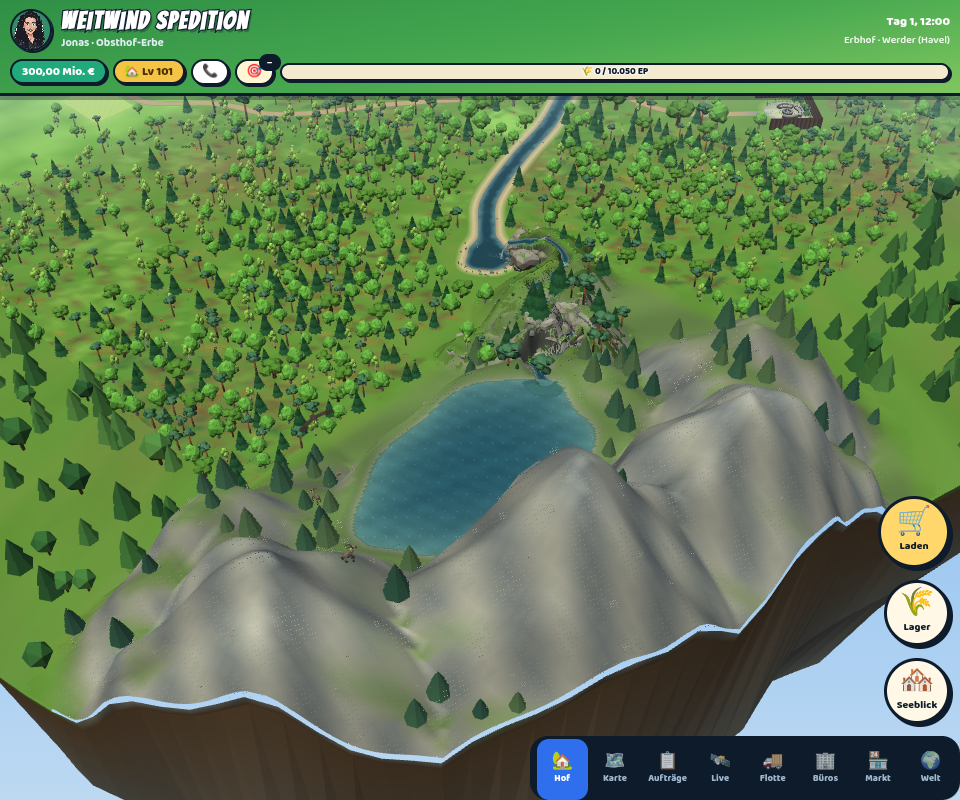 WEITWIND SPEDITION
Jonas · Obsthof-Erbe
Tag 1, 12:00
Erbhof · Werder (Havel)
300,00 Mio. €
Lv 101
–
0 / 10.050 EP
Laden
Lager
Seeblick
Hof
Karte
Aufträge
Live
Flotte
Büros
Markt
Welt